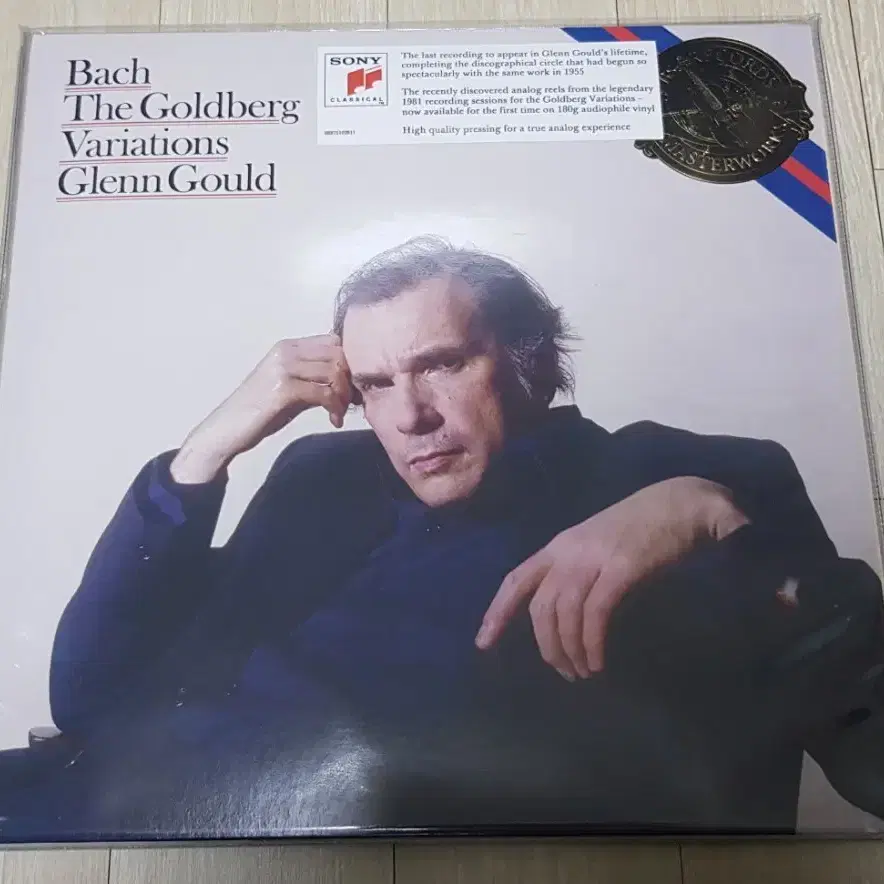 Bach
The Goldberg
Variations
Glenn Gould
SONY
CLASSICAL
The last recording to appear in Glenn Gould's lifetime,
completing the discographical circle that had begun so
spectacularly with the same work in 1955
The recently discovered analog reels from the legendary
1981 recording sessions for the Goldberg Variations –
now available for the first time on 180g audiophile vinyl
High quality pressing for a true analog experience
RECORDS
MASTERWORKS